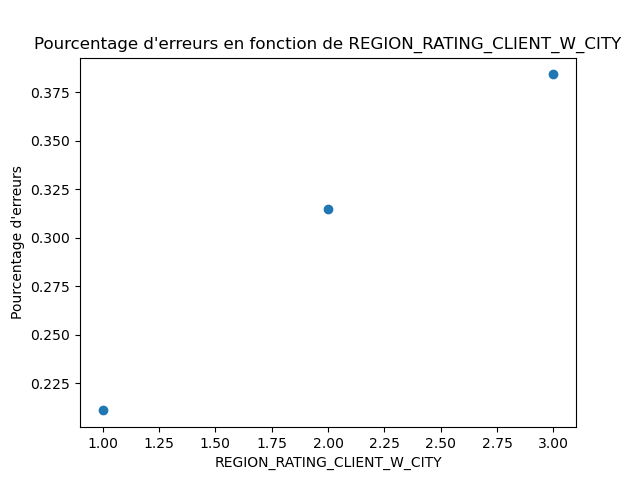 Pourcentage d'erreurs en fonction de REGION_RATING_CLIENT_W_CITY
0.375
0.350
0.325
0.300
0.275
0.250
0.225
Pourcentage d'erreurs
1.00 1.25 1.50 1.75 2.00 2.25 2.50 2.75 3.00
REGION_RATING_CLIENT_W_CITY